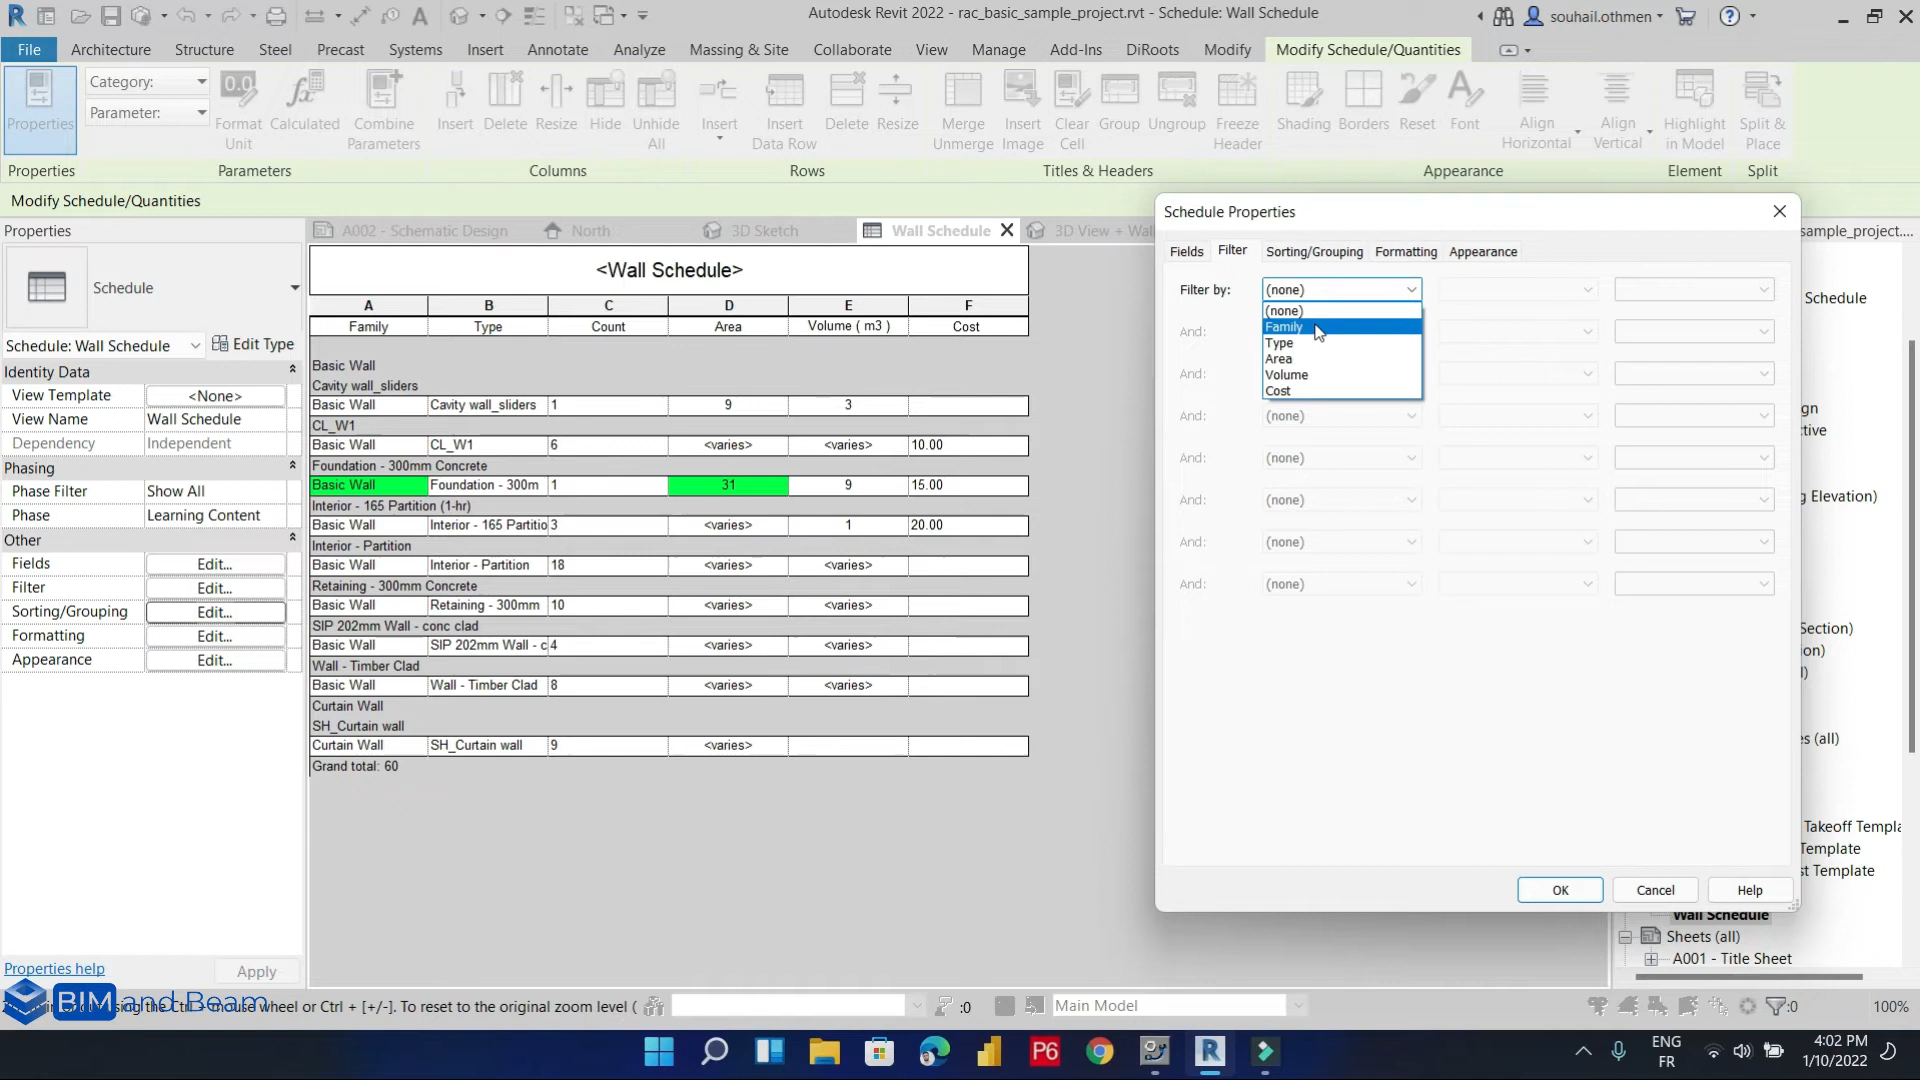 Autodesk Revit 2022 - rac_basic_sample_project.rvt - Schedule: Wall Schedule
souhail.othmen
File Architecture Structure Steel Precast Systems Insert Annotate Analyze Massing & Site Collaborate View Manage Add-Ins DiRoots Modify Modify Schedule/Quantities
Category:
Parameter:
Properties
Format Unit
Calculated
Combine Parameters
Insert Delete Resize Hide Unhide All
Insert
Insert Data Row
Delete Resize
Merge Unmerge
Insert Image
Clear Cell
Group Ungroup
Freeze Header
Shading Borders Reset Font
Align Horizontal
Align Vertical
Highlight in Model
Split & Place
Properties Parameters Columns Rows Titles & Headers Appearance Element Split
Modify Schedule/Quantities
Properties
A002 - Schematic Design North 3D Sketch Wall Schedule 3D View + Wall
Schedule
Schedule: Wall Schedule Edit Type
Identity Data
View Template <None>
View Name Wall Schedule
Dependency Independent
Phasing
Phase Filter Show All
Phase Learning Content
Other
Fields Edit...
Filter Edit...
Sorting/Grouping Edit...
Formatting Edit...
Appearance Edit...
Properties help Apply
<Wall Schedule>
A B C D E F
Family Type Count Area Volume ( m3 ) Cost
Basic Wall
Cavity wall_sliders
Basic Wall Cavity wall_sliders 1 9 3
CL_W1
Basic Wall CL_W1 6 <varies> <varies> 10.00
Foundation - 300mm Concrete
Basic Wall Foundation - 300m 1 31 9 15.00
Interior - 165 Partition (1-hr)
Basic Wall Interior - 165 Partitio 3 <varies> 1 20.00
Interior - Partition
Basic Wall Interior - Partition 18 <varies> <varies>
Retaining - 300mm Concrete
Basic Wall Retaining - 300mm 10 <varies> <varies>
SIP 202mm Wall - conc clad
Basic Wall SIP 202mm Wall - c 4 <varies> <varies>
Wall - Timber Clad
Basic Wall Wall - Timber Clad 8 <varies> <varies>
Curtain Wall
SH_Curtain wall
Curtain Wall SH_Curtain wall 9 <varies>
Grand total: 60
Schedule Properties
Fields Filter Sorting/Grouping Formatting Appearance
Filter by: (none)
(none)
Family
Type
Area
Volume
Cost
And:
And:
And: (none)
And: (none)
And: (none)
And: (none)
And: (none)
OK Cancel Help
sample_project....
Schedule
ign
ctive
g Elevation)
Section)
ion)
l)
es (all)
Takeoff Templa
Template
st Template
Wall Schedule
Sheets (all)
A001 - Title Sheet
BIM and Beam
using the Ctrl + mouse wheel or Ctrl + [+/-]. To reset to the original zoom level (
:0
Main Model
:0
100%
P6
R
ENG
FR
4:02 PM
1/10/2022